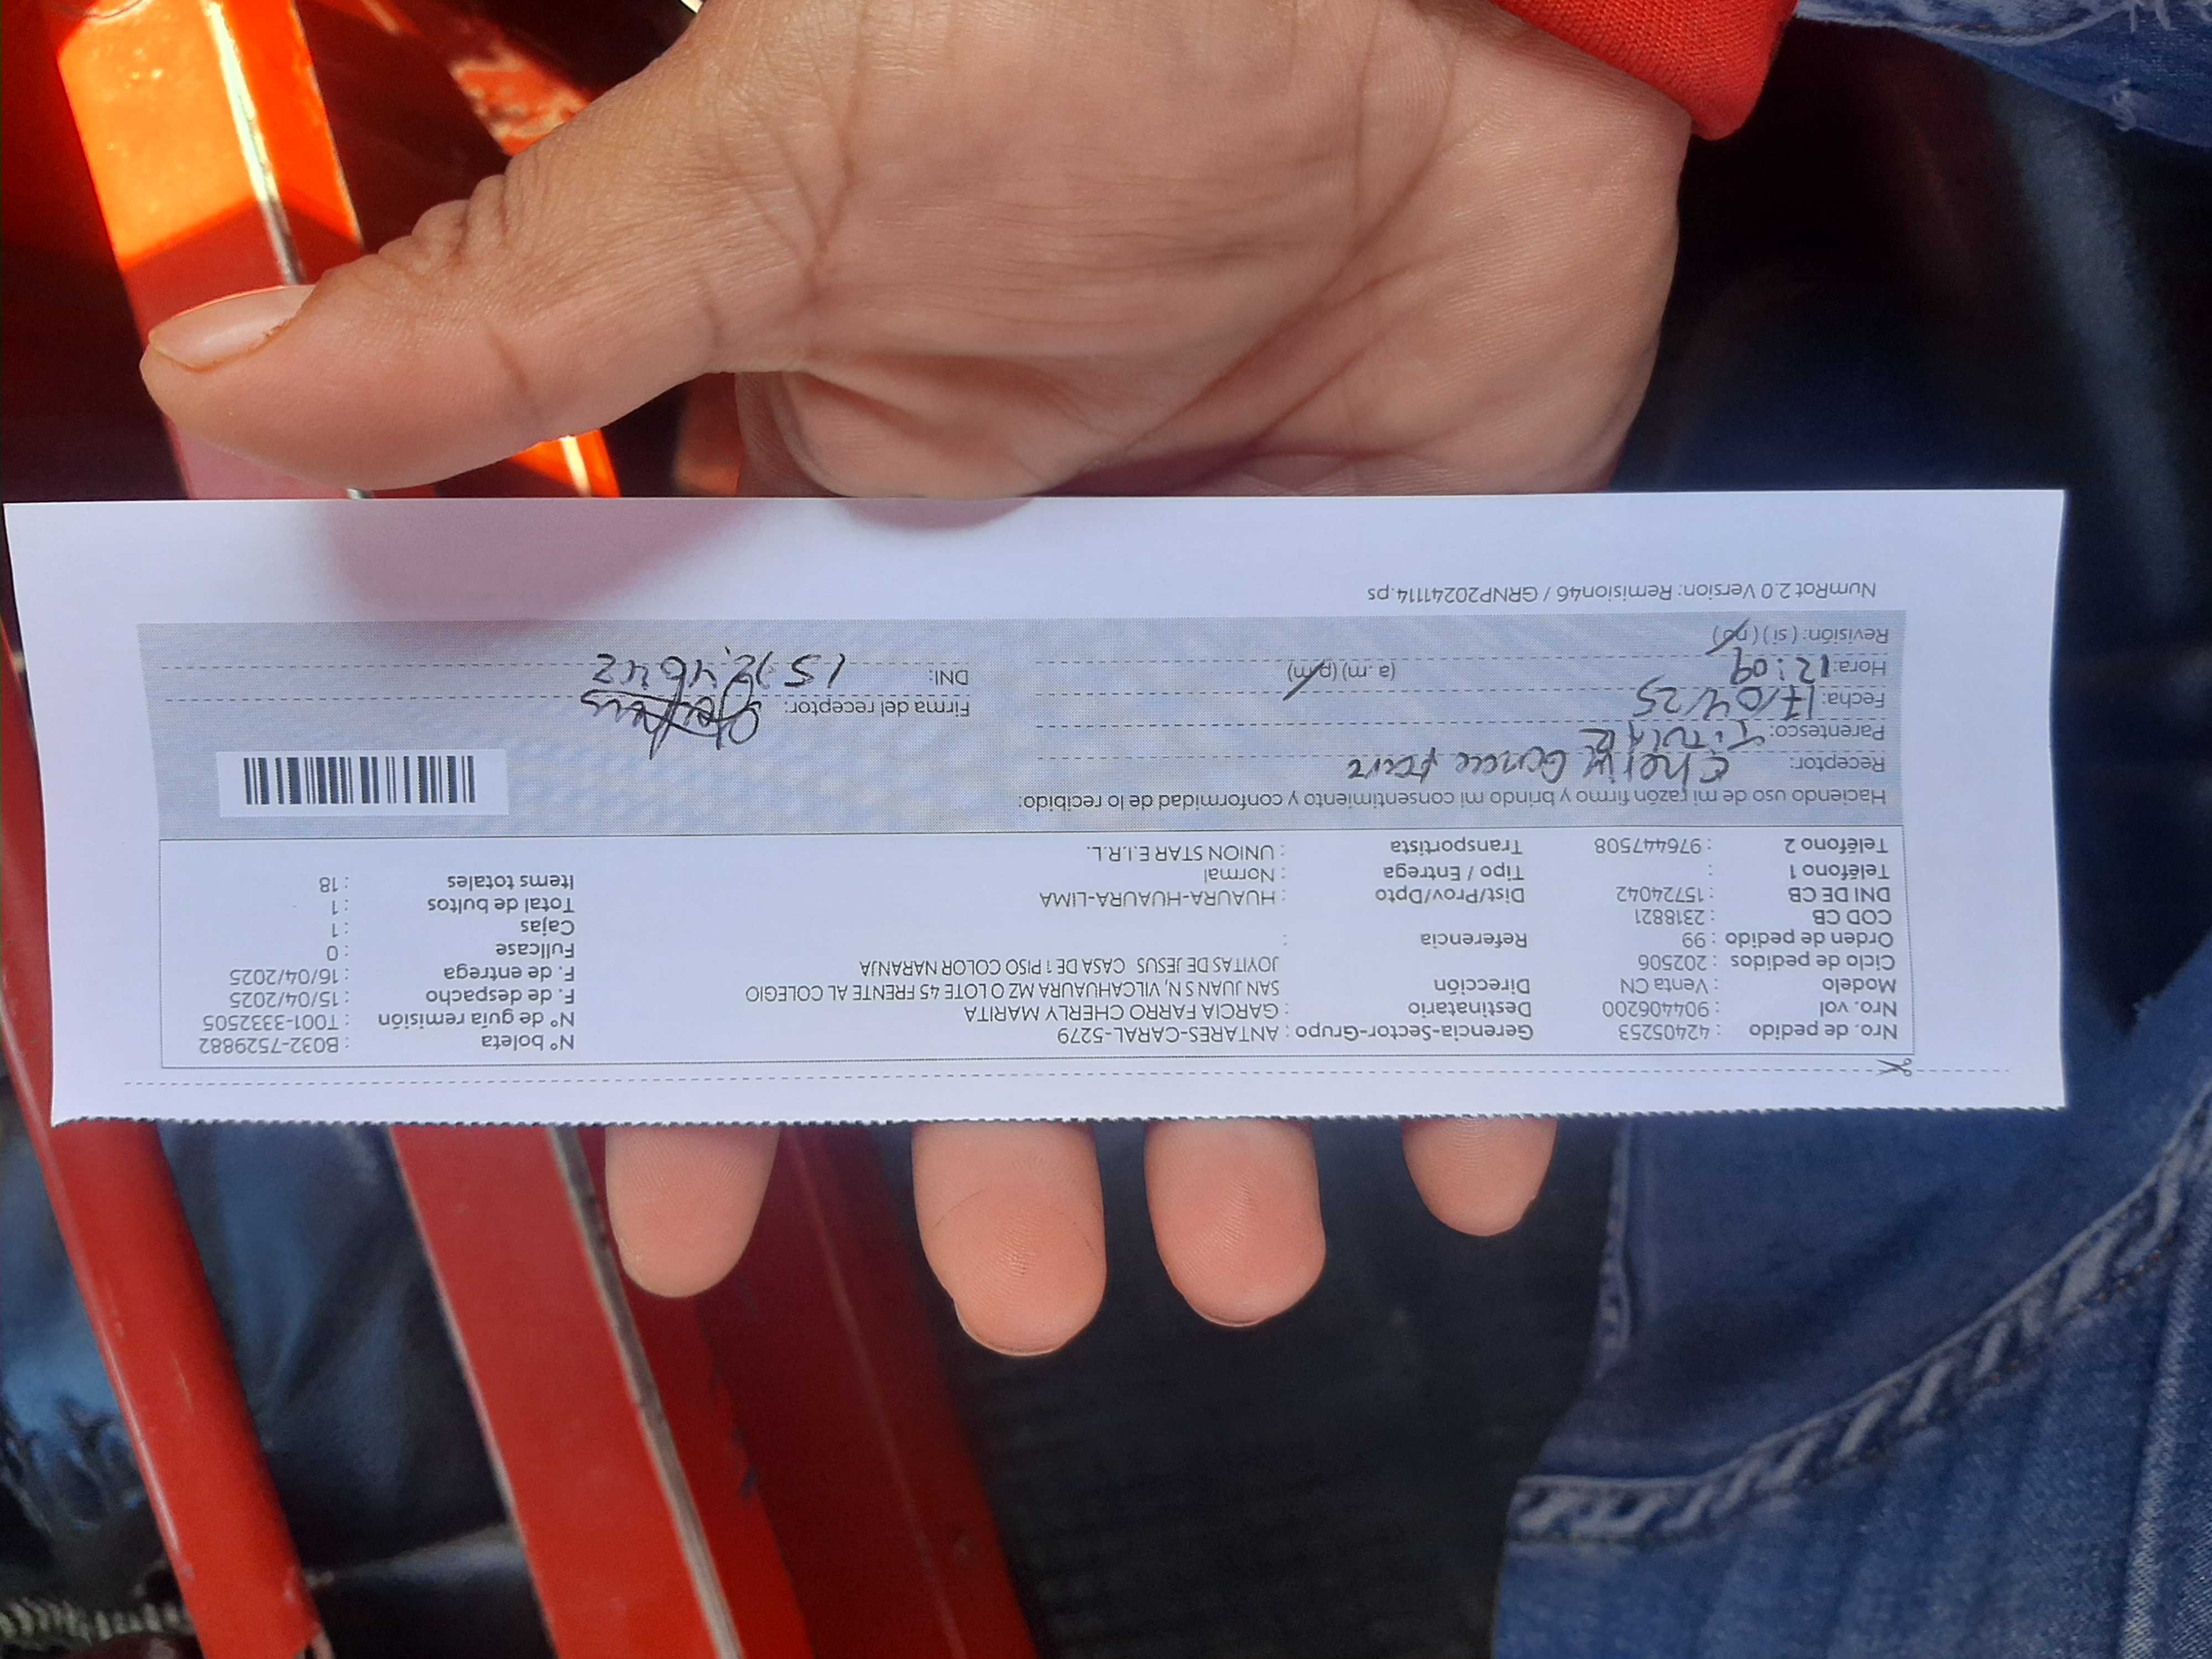 Nro. de pedido : 42405253 Gerencia-Sector-Grupo : ANTARES-CARAL-5279 Nº boleta : B032-7529882
Nro. vol : 904406200 Destinatario : GARCIA FARRO CHERLY MARITA Nº de guía remisión : T001-3332505
Modelo : Venta CN Dirección SAN JUAN S N, VILCAHUAURA MZ O LOTE 45 FRENTE AL COLEGIO F. de despacho : 15/04/2025
Ciclo de pedidos : 202506 JOYITAS DE JESUS CASA DE 1 PISO COLOR NARANJA F. de entrega : 16/04/2025
Orden de pedido : 99 Referencia : Fullcase : 0
COD CB : 2318821 Cajas : 1
DNI DE CB : 15724042 Dist/Prov/Dpto : HUAURA-HUAURA-LIMA Total de bultos : 1
Teléfono 1 : Tipo / Entrega : Normal Items totales : 18
Teléfono 2 : 976447508 Transportista : UNION STAR E.I.R.L.
Haciendo uso de mi razón firmo y brindo mi consentimiento y conformidad de lo recibido:
Receptor: Cherly Garcia
Parentesco: Titular
Fecha: 17/04/25 Firma del receptor:
Hora: 12:09 (a. m) (p.m) DNI:
Revisión: ( si ) ( no )
NumRot 2.0 Version: Remision46 / GRNP20241114.ps